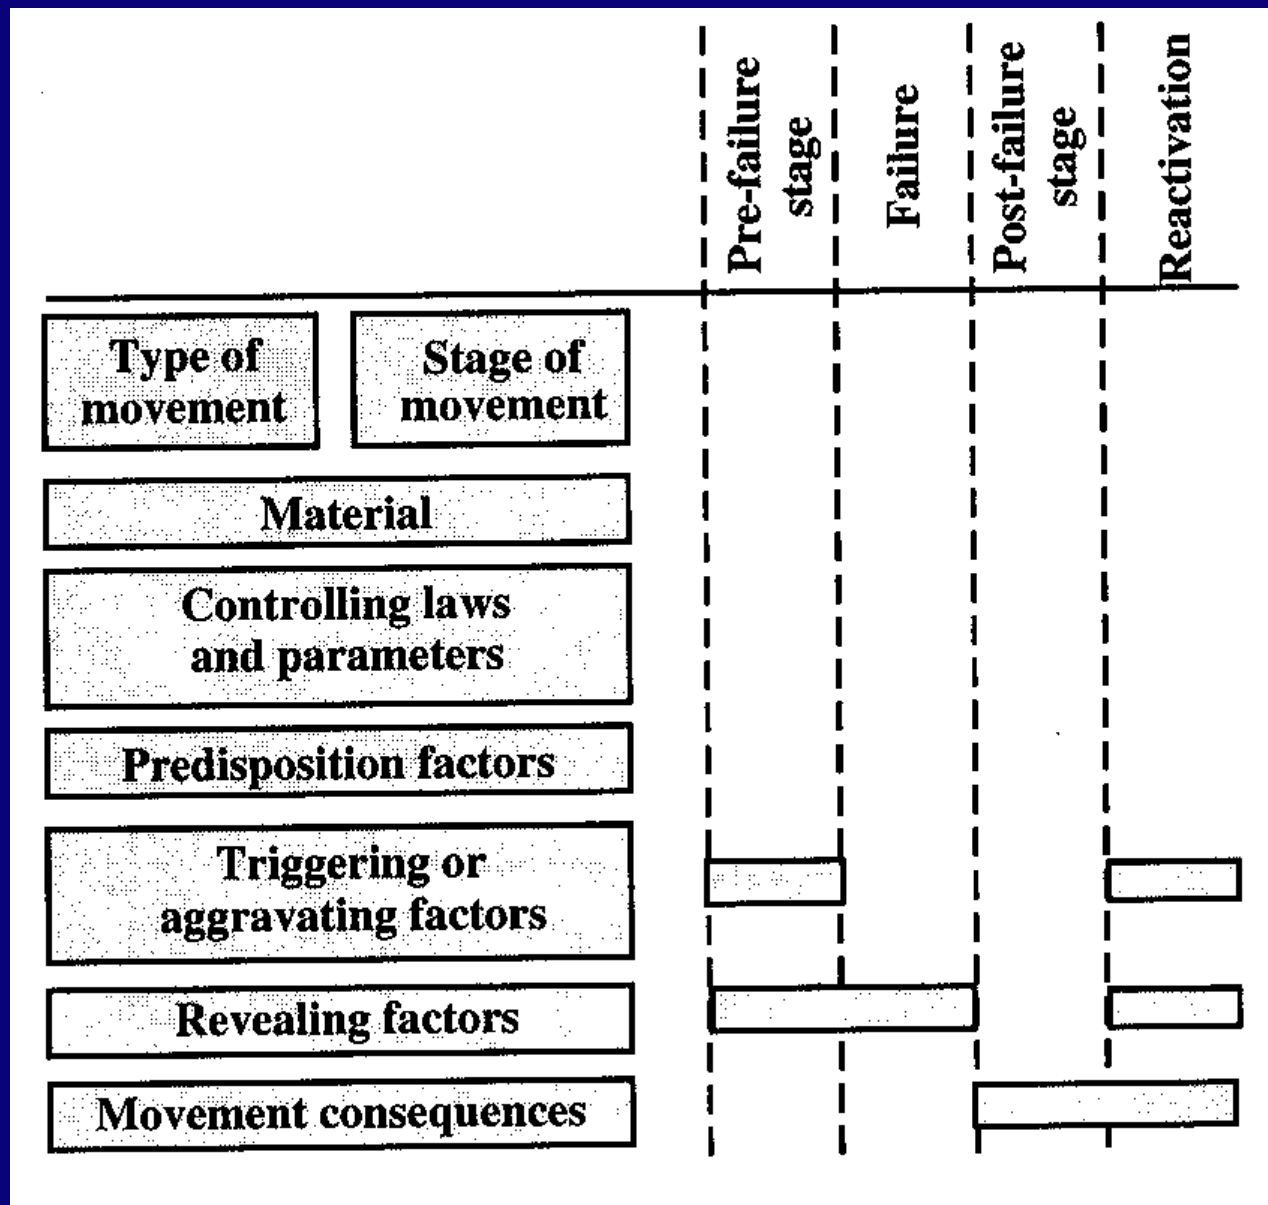 Pre-failure
stage
Failure
Post-failure
stage
Reactivation
Type of
movement
Stage of
movement
Material
Controlling laws
and parameters
Predisposition factors
Triggering or
aggravating factors
Revealing factors
Movement consequences